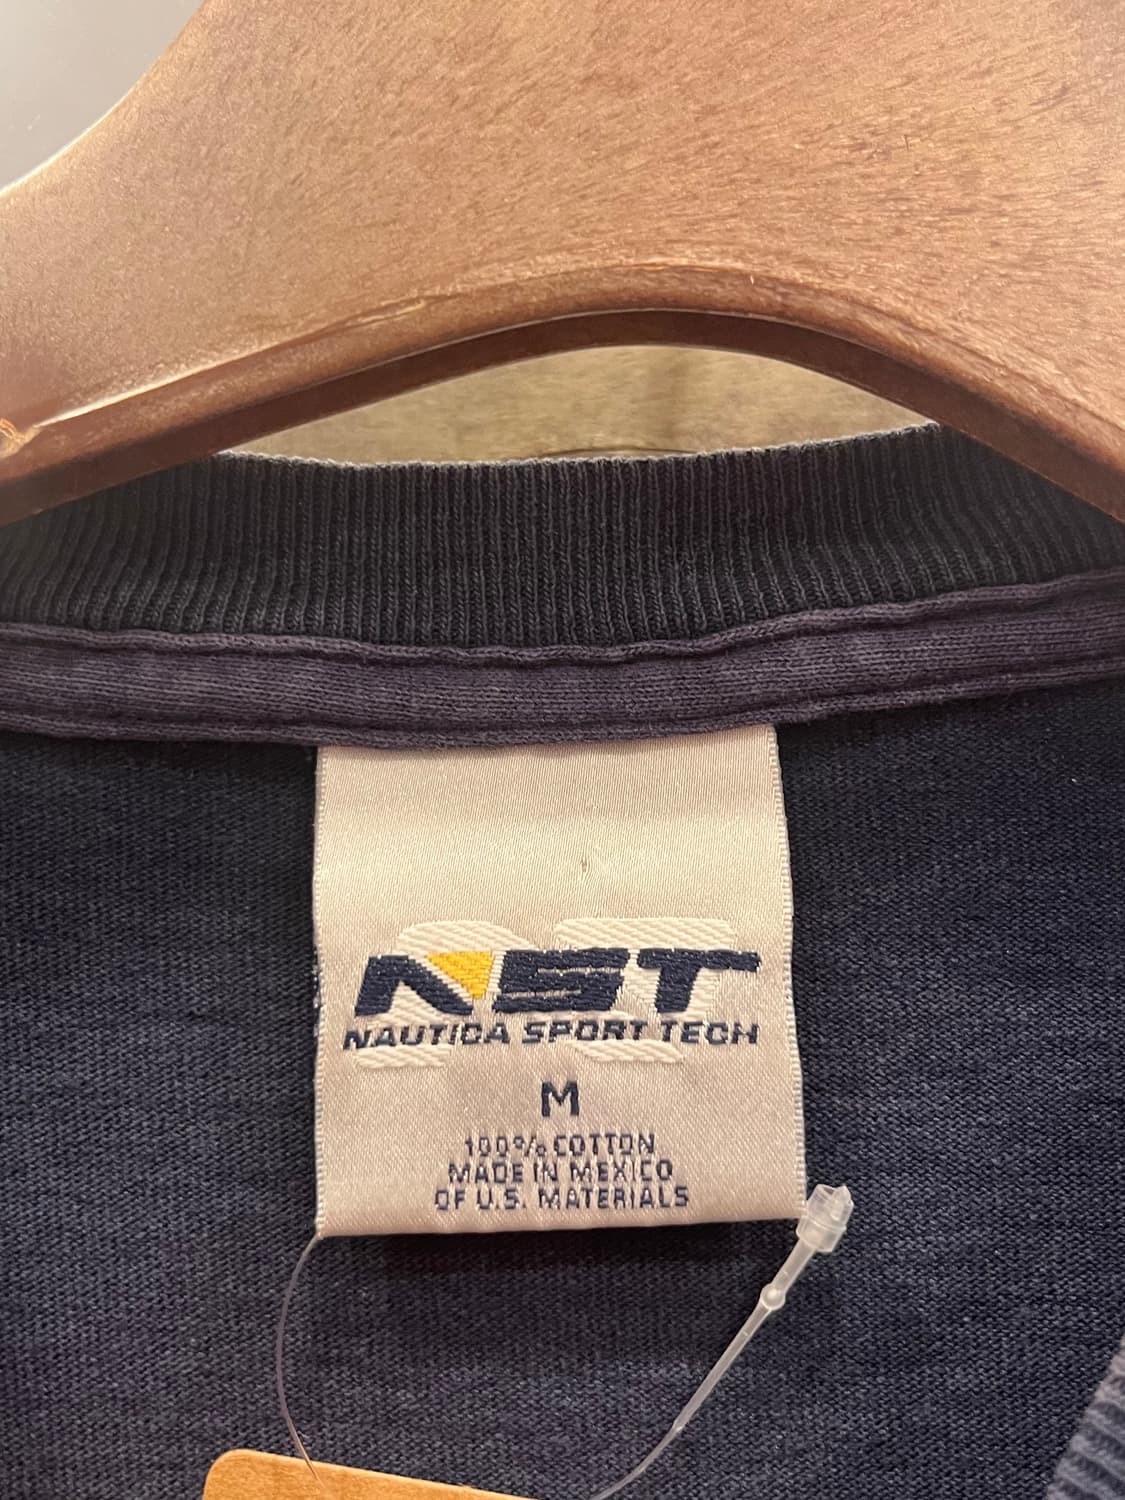 NST
NAUTICA SPORT TECH
M
100% COTTON
MADE IN MEXICO
OF U.S. MATERIALS